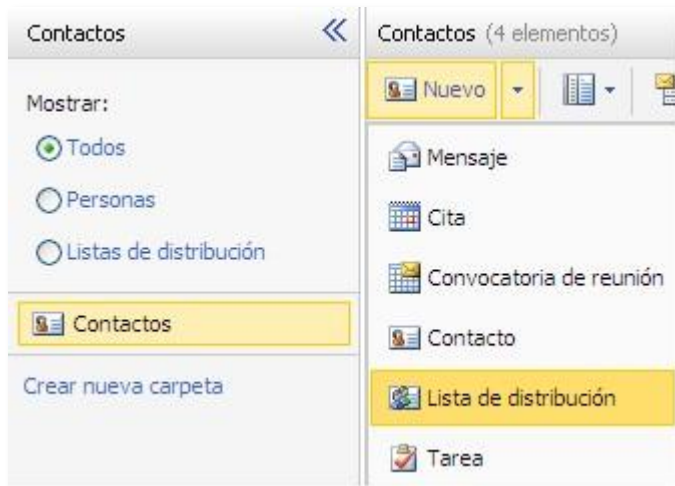 Contactos
Mostrar:
Todos
Personas
Listas de distribución
Contactos
Crear nueva carpeta
Contactos (4 elementos)
Nuevo
Mensaje
Cita
Convocatoria de reunión
Contacto
Lista de distribución
Tarea